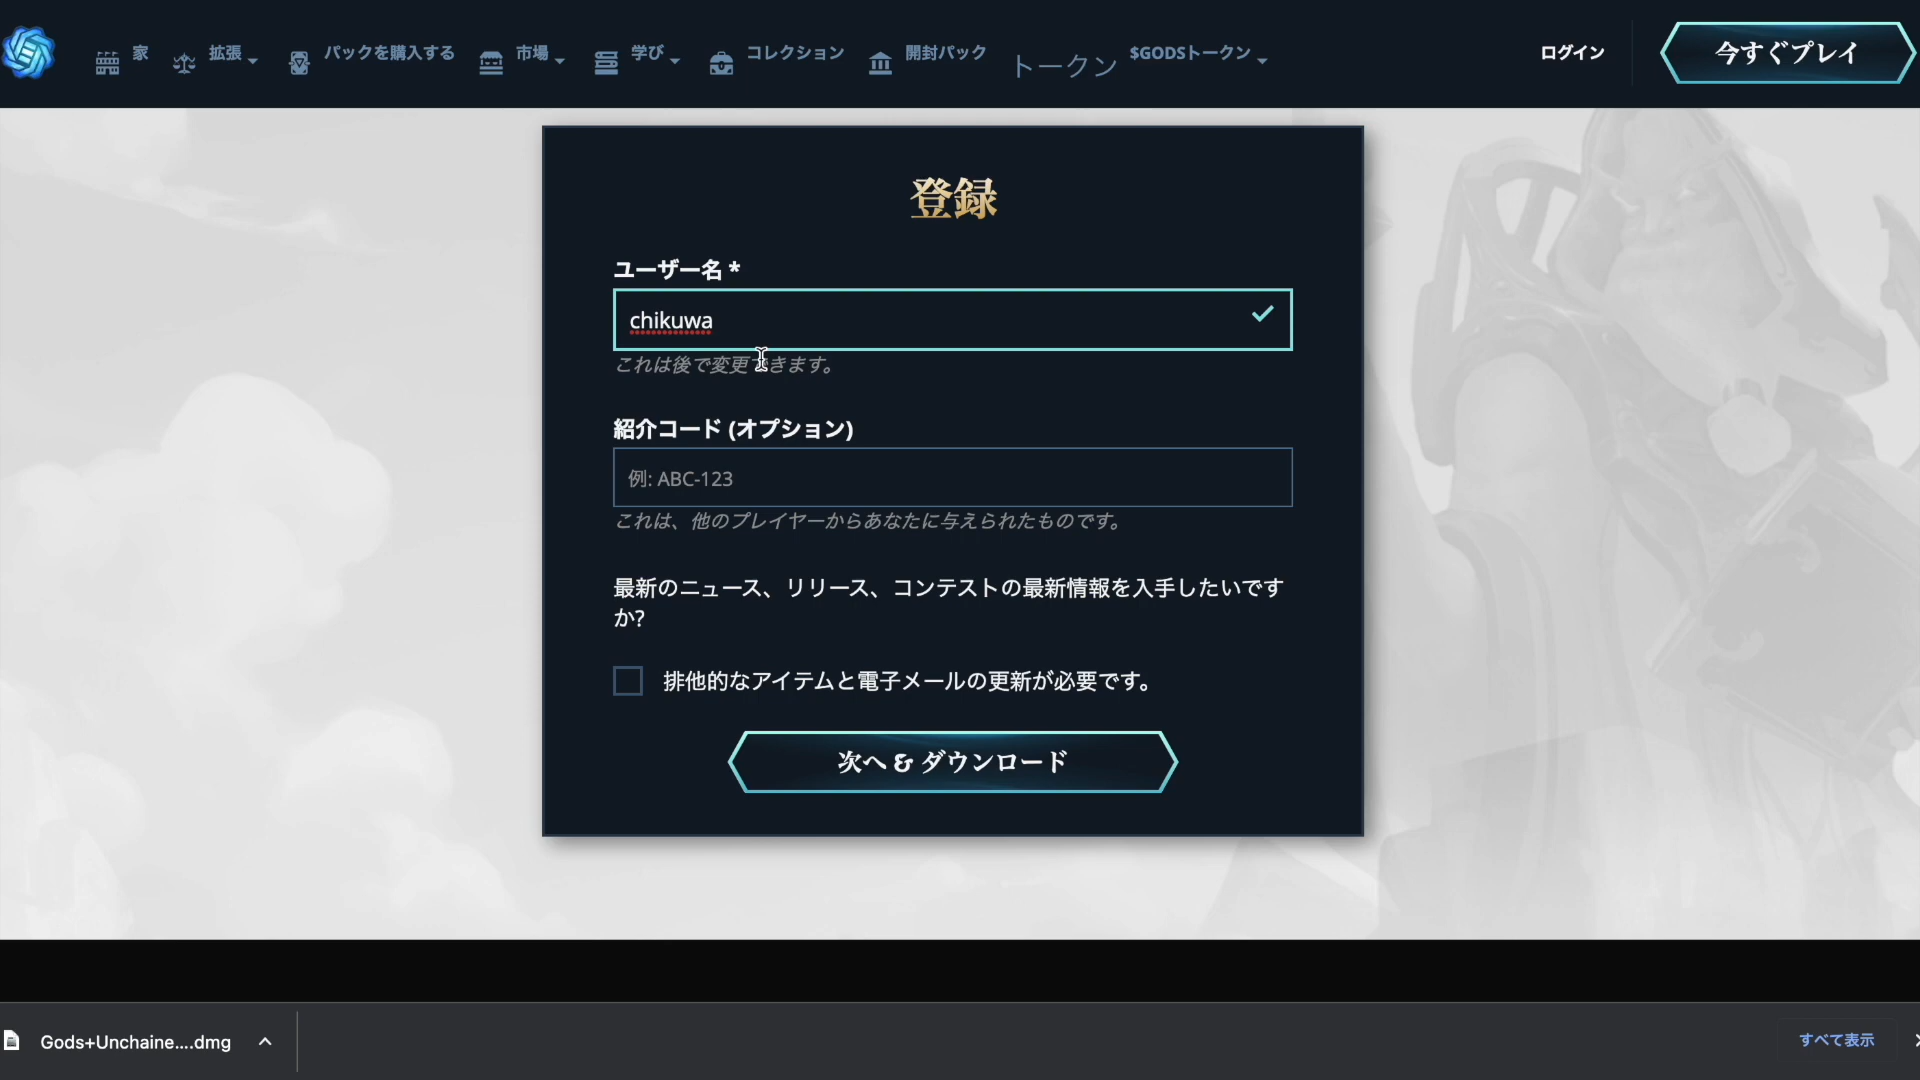 家
拡張
パックを購入する
市場
学び
コレクション
開封パック
トークン
$GODSトークン
ログイン
今すぐプレイ
登録
ユーザー名 *
chikuwa
これは後で変更できます。
紹介コード (オプション)
例: ABC-123
これは、他のプレイヤーからあなたに与えられたものです。
最新のニュース、リリース、コンテストの最新情報を入手したいです
か?
排他的なアイテムと電子メールの更新が必要です。
次へ & ダウンロード
Gods+Unchaine....dmg
すべて表示